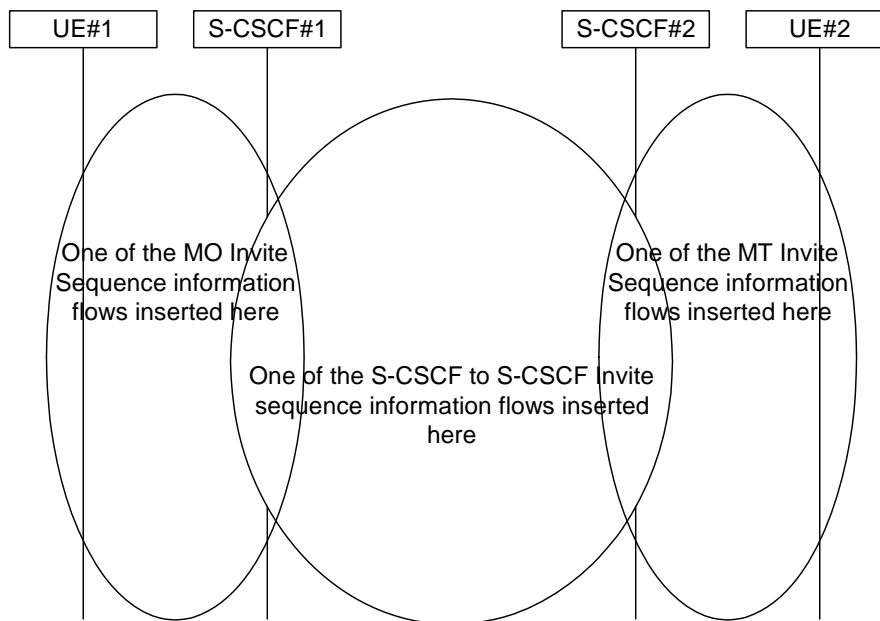 UE#1
S-CSCF#1
S-CSCF#2
UE#2
One of the MO Invite
Sequence information
flows inserted here
One of the MT Invite
Sequence information
flows inserted here
One of the S-CSCF to S-CSCF Invite
sequence information flows inserted
here